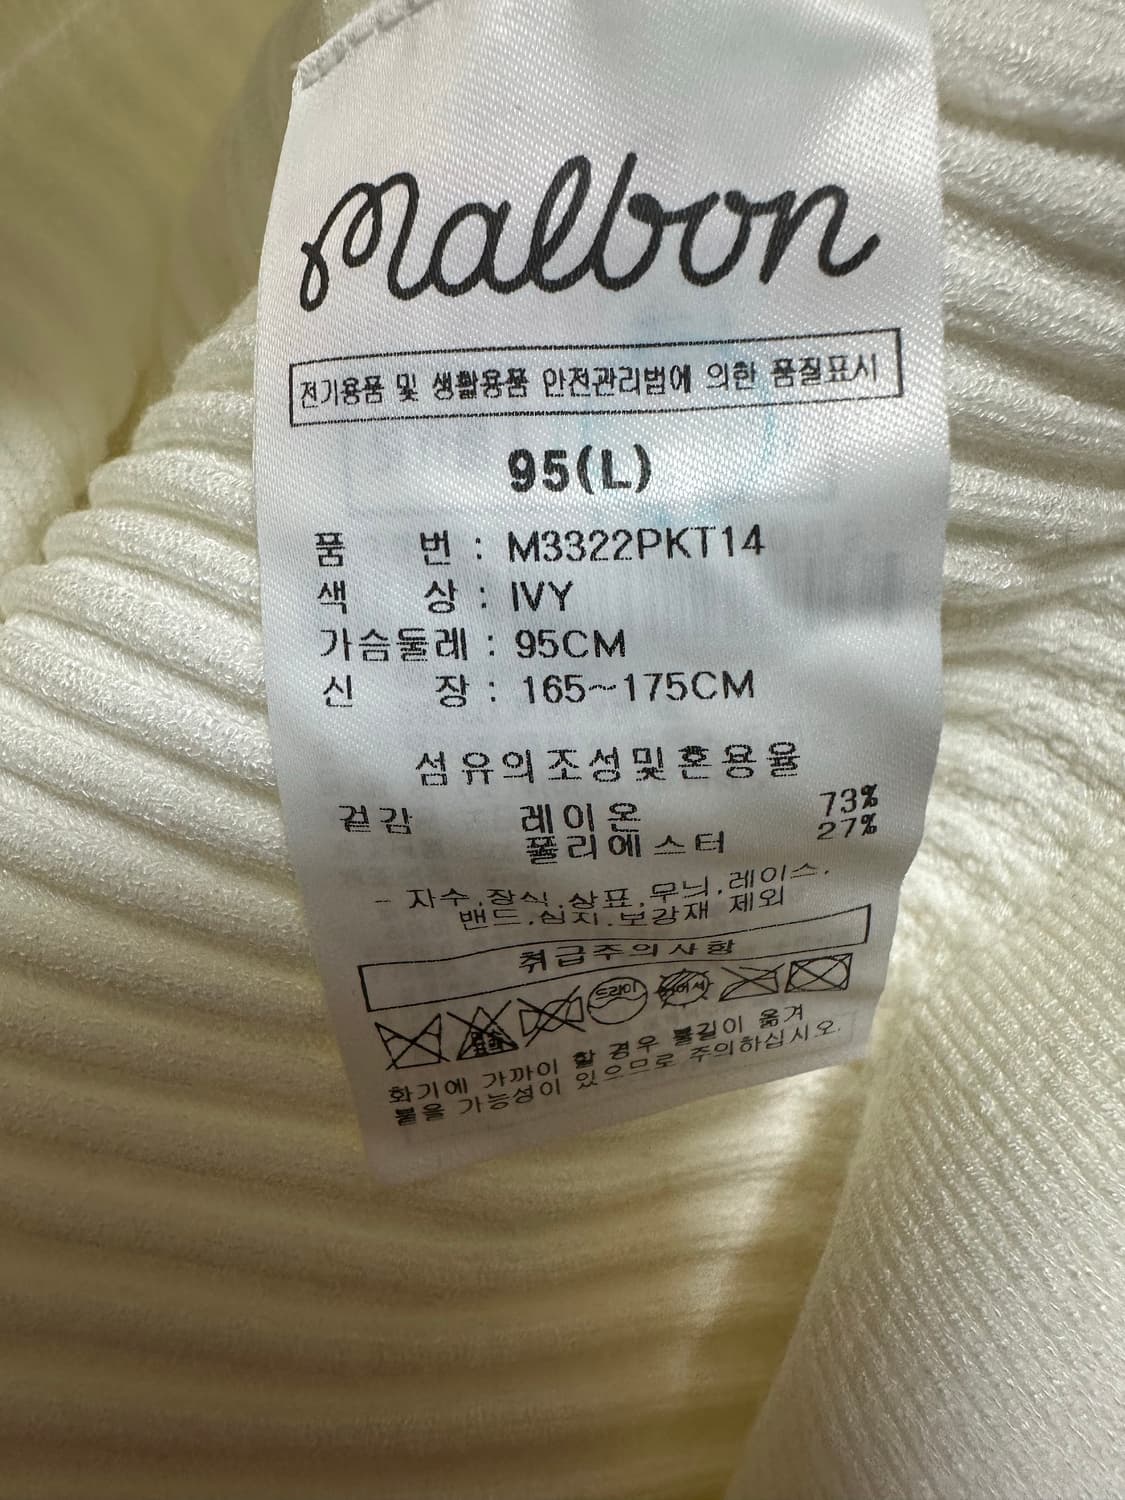 Malbon
전기용품 및 생활용품 안전관리법에 의한 품질표시
95(L)
품 번 : M3322PKT14
색 상 : IVY
가슴둘레 : 95CM
신 장 : 165~175CM
섬유의조성및혼용율
겉감 레이온 73%
폴리에스터 27%
- 자수,장식,상표,무늬,레이스,
밴드,심지,보강재 제외
취급주의사항
드라이
화기에 가까이 할 경우 불길이 옮겨
붙을 가능성이 있으므로 주의하십시오.